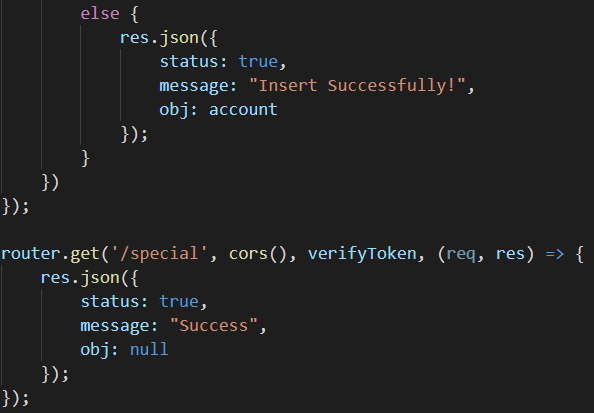 else {
            res.json({
                status: true,
                message: "Insert Successfully!",
                obj: account
            });
        }
    })
});

router.get('/special', cors(), verifyToken, (req, res) => {
    res.json({
        status: true,
        message: "Success",
        obj: null
    });
});